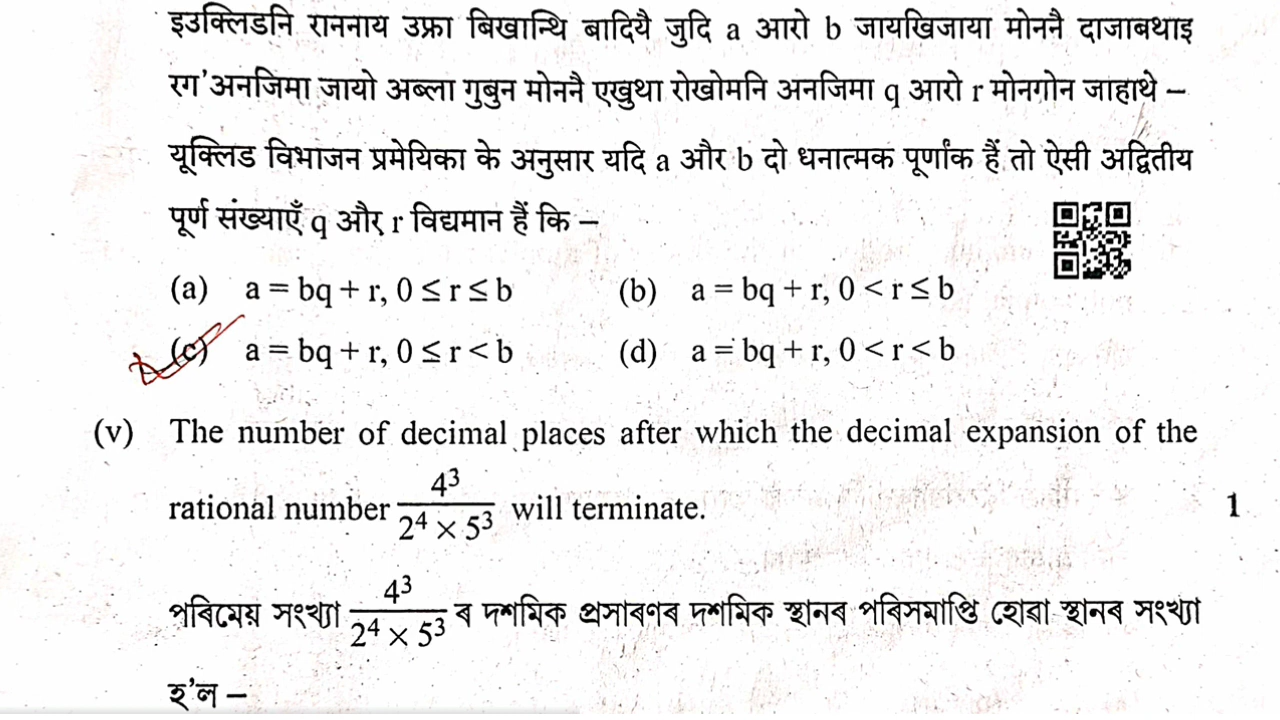 इउक्लिडनि राननाय उफ्रा बिखान्थि बादियै जुदि a आरो b जायखिजाया मोननै दाजाबथाइ
रग'अनजिमा जायो अब्ला गुबुन मोननै एखुथा रोखोमनि अनजिमा q आरो r मोनगोन जाहाथे –
यूक्लिड विभाजन प्रमेयिका के अनुसार यदि a और b दो धनात्मक पूर्णांक हैं तो ऐसी अद्वितीय
पूर्ण संख्याएँ q और r विद्यमान हैं कि –
(a) a = bq + r, 0 ≤ r ≤ b (b) a = bq + r, 0 < r ≤ b
(c) a = bq + r, 0 ≤ r < b (d) a = bq + r, 0 < r < b
(v) The number of decimal places after which the decimal expansion of the
rational number 4³/(2⁴ × 5³) will terminate. 1
পৰিমেয় সংখ্যা 4³/(2⁴ × 5³) ৰ দশমিক প্ৰসাৰণৰ দশমিক স্থানৰ পৰিসমাপ্তি হোৱা স্থানৰ সংখ্যা
হ'ল –